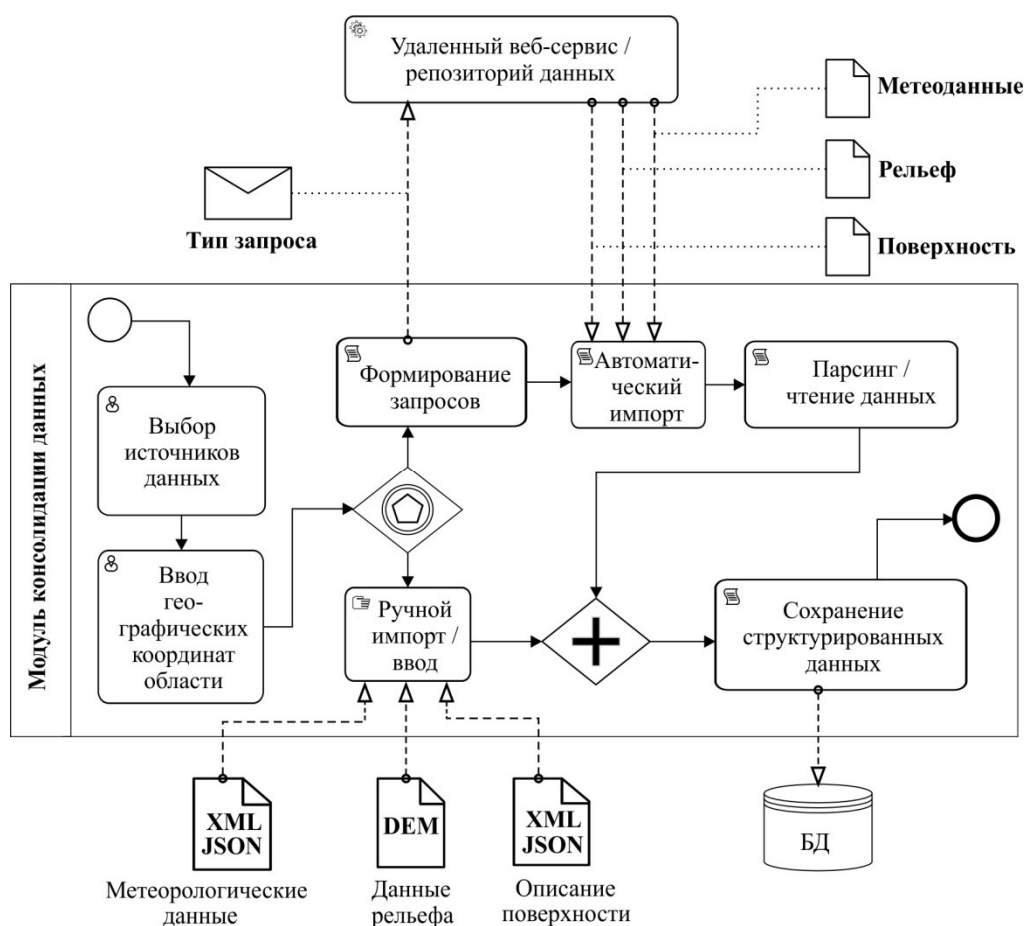 Удаленный веб-сервис /
репозиторий данных
Метеоданные
Рельеф
Поверхность
Тип запроса
Модуль консолидации данных
Выбор
источников
данных
Ввод
гео-
графических
координат
области
Формирование
запросов
Автомати-
ческий
импорт
Парсинг /
чтение данных
Ручной
импорт /
ввод
Сохранение
структурированных
данных
XML
JSON
Метеорологические
данные
DEM
Данные
рельефа
XML
JSON
Описание
поверхности
БД